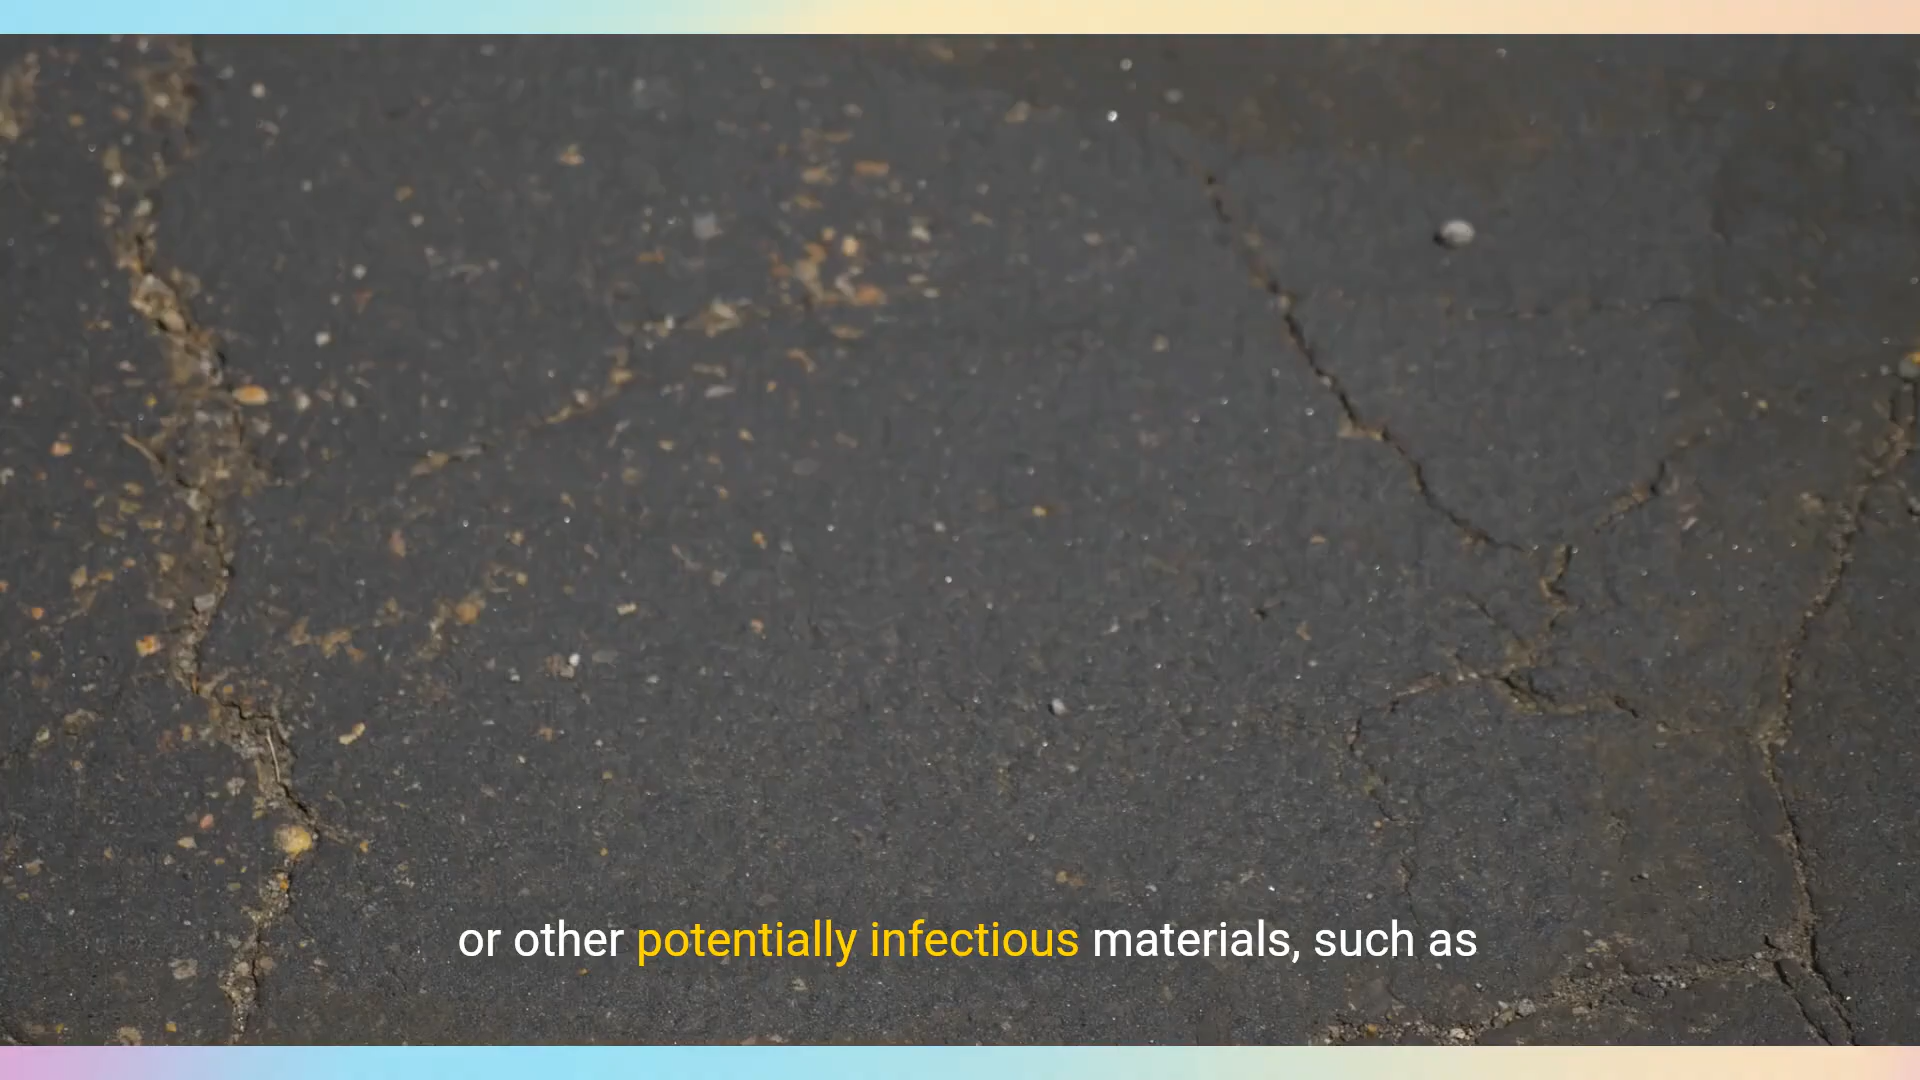 or other potentially infectious materials, such as